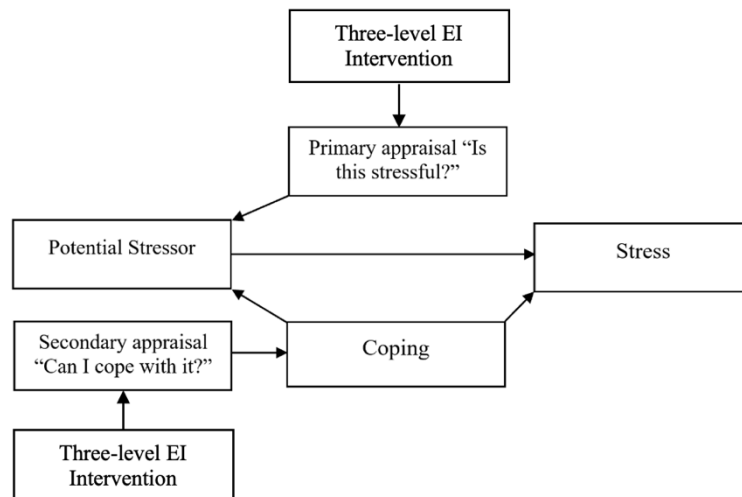 Three-level EI
Intervention
Primary appraisal “Is
this stressful?”
Potential Stressor
Stress
Secondary appraisal
“Can I cope with it?”
Coping
Three-level EI
Intervention